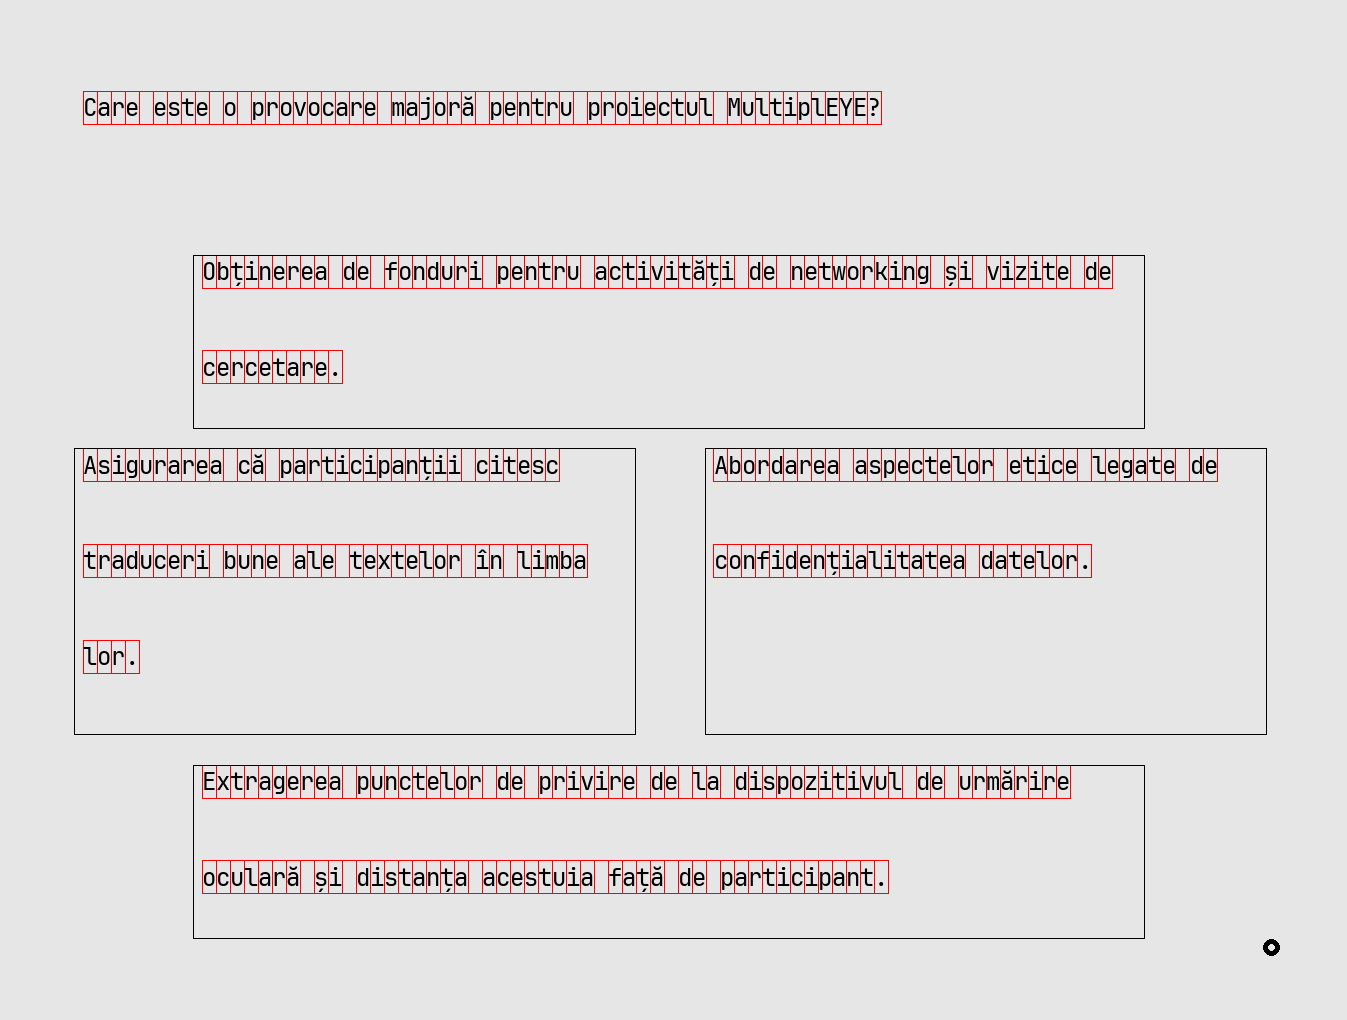 Care este o provocare majoră pentru proiectul MultiplEYE?
Obținerea de fonduri pentru activități de networking și vizite de
cercetare.
Asigurarea că participanții citesc
traduceri bune ale textelor în limba
lor.
Abordarea aspectelor etice legate de
confidențialitatea datelor.
Extragerea punctelor de privire de la dispozitivul de urmărire
oculară și distanța acestuia față de participant.